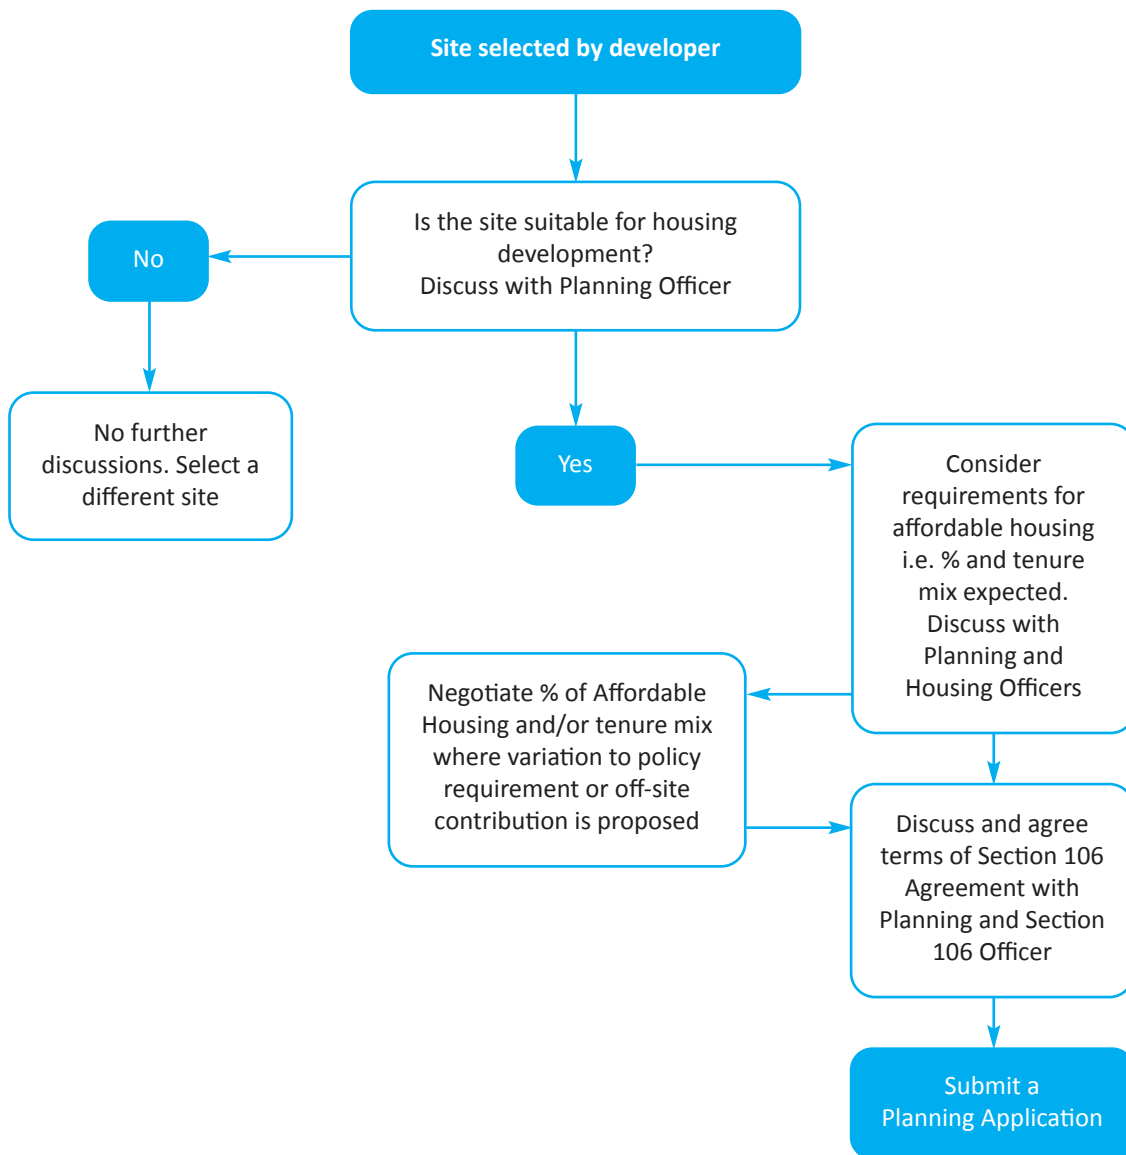 Site selected by developer
Is the site suitable for housing
development?
Discuss with Planning Officer
No
No further
discussions. Select a
different site
Yes
Consider
requirements for
affordable housing
i.e. % and tenure
mix expected.
Discuss with
Planning and
Housing Officers
Negotiate % of Affordable
Housing and/or tenure mix
where variation to policy
requirement or off-site
contribution is proposed
Discuss and agree
terms of Section 106
Agreement with
Planning and Section
106 Officer
Submit a
Planning Application